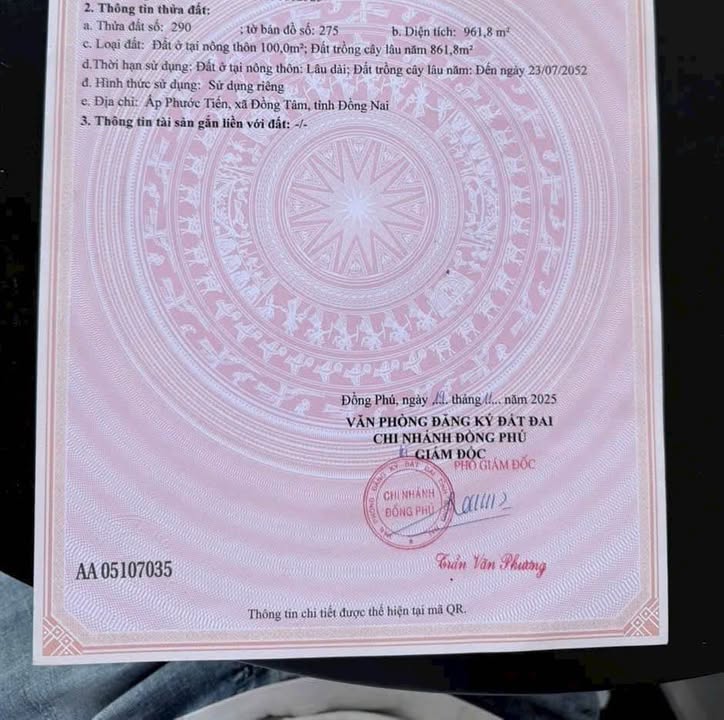 2. Thông tin thửa đất:
a. Thửa đất số: 290 ; tờ bản đồ số: 275 b. Diện tích: 961,8 m²
c. Loại đất: Đất ở tại nông thôn 100,0m²; Đất trồng cây lâu năm 861,8m²
d.Thời hạn sử dụng: Đất ở tại nông thôn: Lâu dài; Đất trồng cây lâu năm: Đến ngày 23/07/2052
đ. Hình thức sử dụng: Sử dụng riêng
e. Địa chỉ: Ấp Phước Tiến, xã Đồng Tâm, tỉnh Đồng Nai
3. Thông tin tài sản gắn liền với đất: -/-
Đồng Phú, ngày tháng 11... năm 2025
VĂN PHÒNG ĐĂNG KÝ ĐẤT ĐAI
CHI NHÁNH ĐỒNG PHÚ
GIÁM ĐỐC
PHÓ GIÁM ĐỐC
CHI NHÁNH
ĐỒNG PHÚ
Trần Văn Phương
AA 05107035
Thông tin chi tiết được thể hiện tại mã QR.